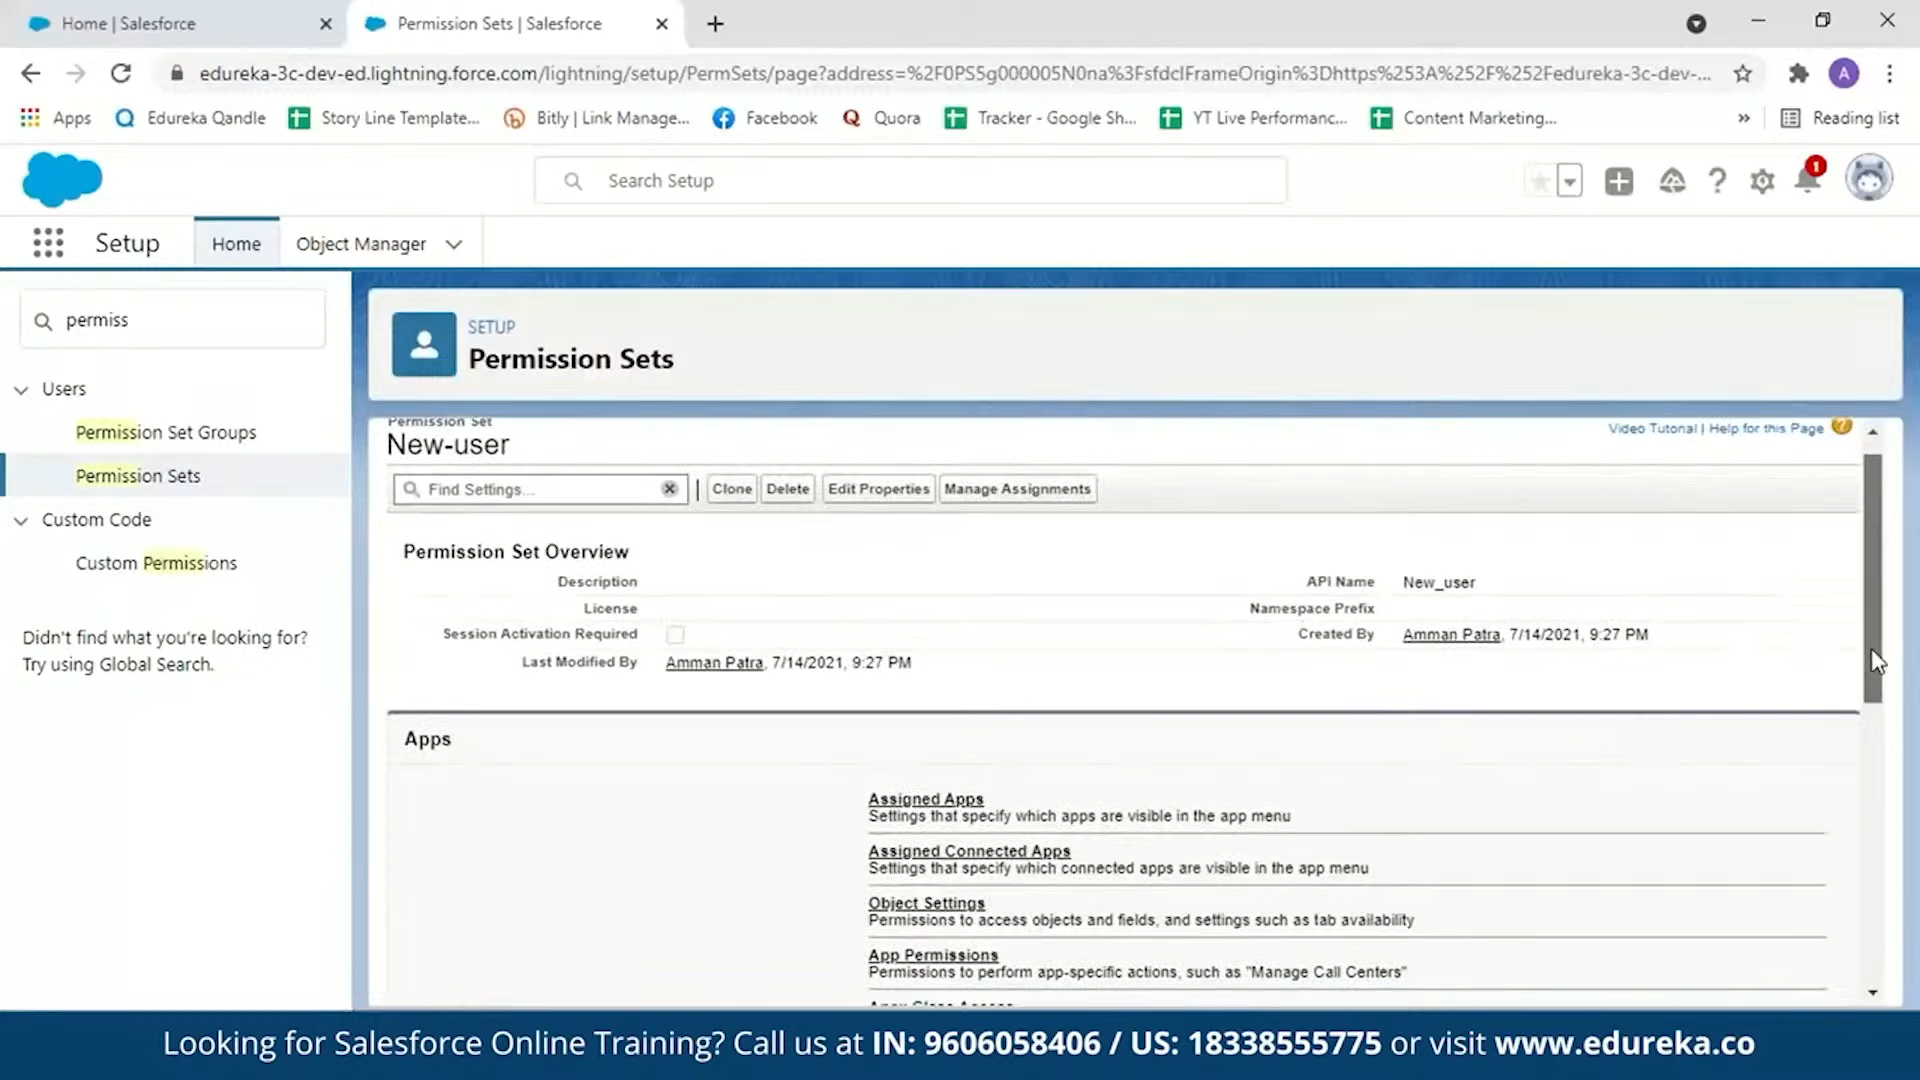 Home | Salesforce
Permission Sets | Salesforce
edureka-3c-dev-ed.lightning.force.com/lightning/setup/PermSets/page?address=%2F0PS5g000005N0na%3FsfdcIFrameOrigin%3Dhttps%253A%252F%252Fedureka-3c-dev-...
A
Apps
Edureka Qandle
Story Line Template...
Bitly | Link Manage...
Facebook
Quora
Tracker - Google Sh...
YT Live Performanc...
Content Marketing...
»
Reading list
Search Setup
1
Setup
Home
Object Manager
permiss
Users
Permission Set Groups
Permission Sets
Custom Code
Custom Permissions
Didn't find what you're looking for?
Try using Global Search.
SETUP
Permission Sets
Permission Set
New-user
Video Tutorial | Help for this Page
Find Settings...
| Clone Delete Edit Properties Manage Assignments
Permission Set Overview
Description
API Name New_user
License
Namespace Prefix
Session Activation Required
Created By Amman Patra, 7/14/2021, 9:27 PM
Last Modified By Amman Patra, 7/14/2021, 9:27 PM
Apps
Assigned Apps
Settings that specify which apps are visible in the app menu
Assigned Connected Apps
Settings that specify which connected apps are visible in the app menu
Object Settings
Permissions to access objects and fields, and settings such as tab availability
App Permissions
Permissions to perform app-specific actions, such as "Manage Call Centers"
Apex Class Access
Looking for Salesforce Online Training? Call us at IN: 9606058406 / US: 18338555775 or visit www.edureka.co